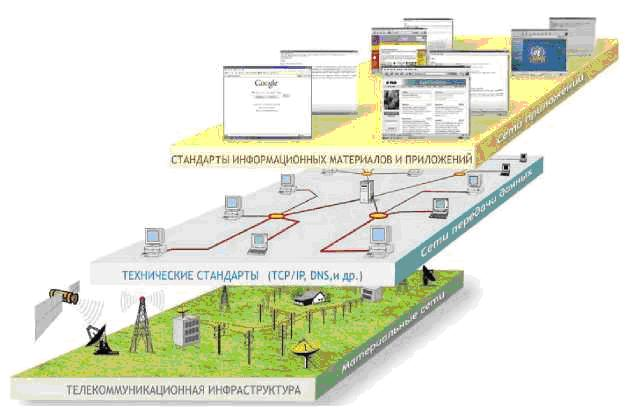 Google
СТАНДАРТЫ ИНФОРМАЦИОННЫХ МАТЕРИАЛОВ И ПРИЛОЖЕНИЙ
Сети приложений
ТЕХНИЧЕСКИЕ СТАНДАРТЫ (TCP/IP, DNS,и др.)
Сети передачи данных
ТЕЛЕКОММУНИКАЦИОННАЯ ИНФРАСТРУКТУРА
Материальные сети